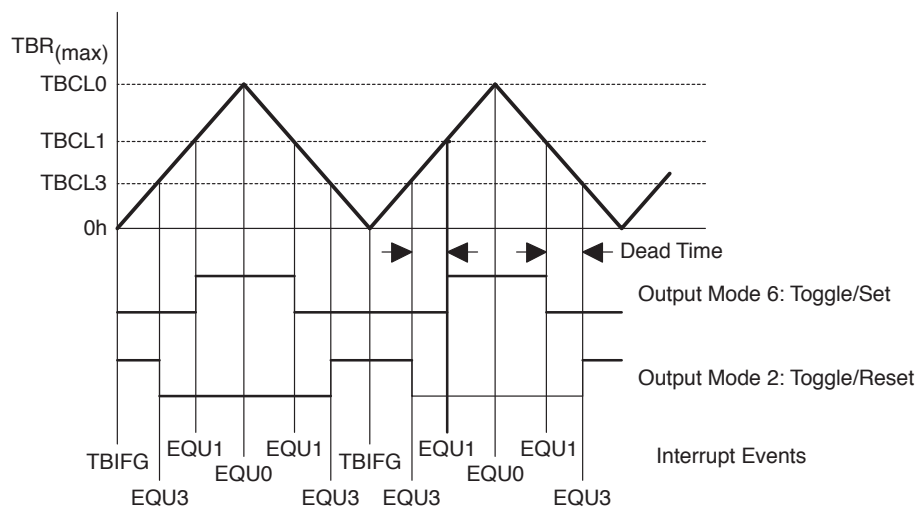 TBR(max)
TBCL0
TBCL1
TBCL3
0h
Dead Time
Output Mode 6: Toggle/Set
Output Mode 2: Toggle/Reset
EQU1 EQU1 EQU1 EQU1
TBIFG TBIFG Interrupt Events
EQU0 EQU0
EQU3 EQU3 EQU3 EQU3